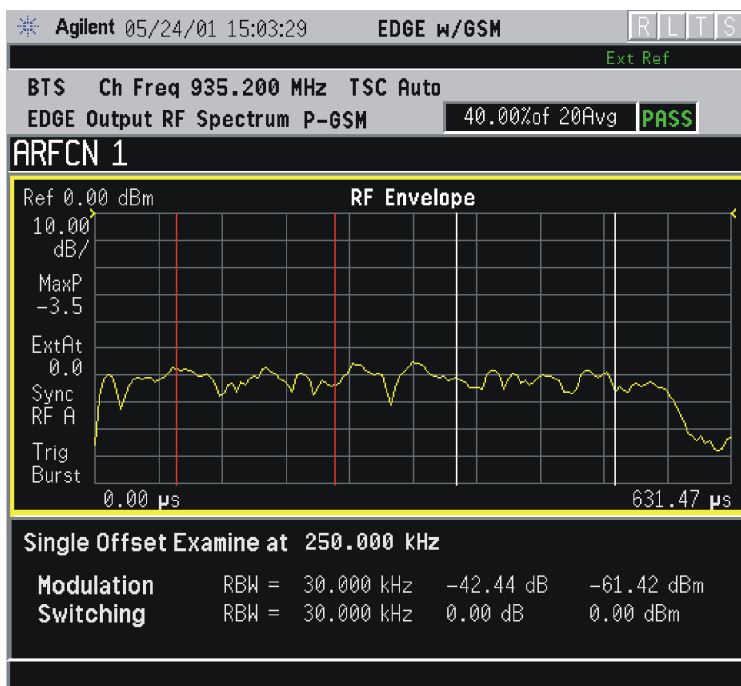 Agilent 05/24/01 15:03:29 EDGE w/GSM R L T S
Ext Ref
BTS Ch Freq 935.200 MHz TSC Auto
EDGE Output RF Spectrum P-GSM 40.00%of 20Avg PASS
ARFCN 1
Ref 0.00 dBm RF Envelope
10.00
dB/
MaxP
-3.5
ExtAt
0.0
Sync
RF A
Trig
Burst
0.00 µs 631.47 µs
Single Offset Examine at 250.000 kHz
Modulation RBW = 30.000 kHz -42.44 dB -61.42 dBm
Switching RBW = 30.000 kHz 0.00 dB 0.00 dBm